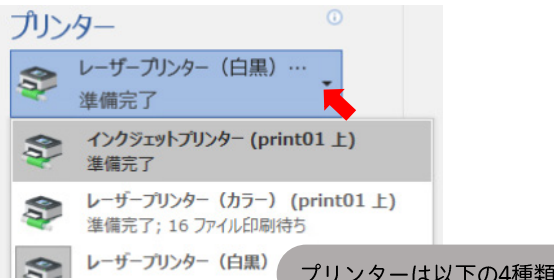 プリンター
レーザープリンター（白黒）…
準備完了
インクジェットプリンター (print01 上)
準備完了
レーザープリンター（カラー） (print01 上)
準備完了; 16 ファイル印刷待ち
レーザープリンター（白黒）
プリンターは以下の4種類